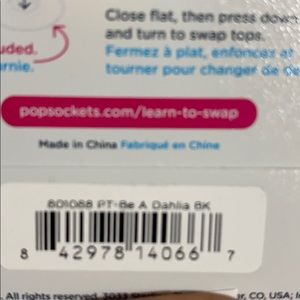 Close flat, then press down
and turn to swap tops.
Fermez à plat, enfoncez et
tourner pour changer de
popsockets.com/learn-to-swap
Made in China Fabriqué en Chine
801088 PT-Be A Dahlia BK
8 42978 14066 7
All rights reserved. CO, USA;